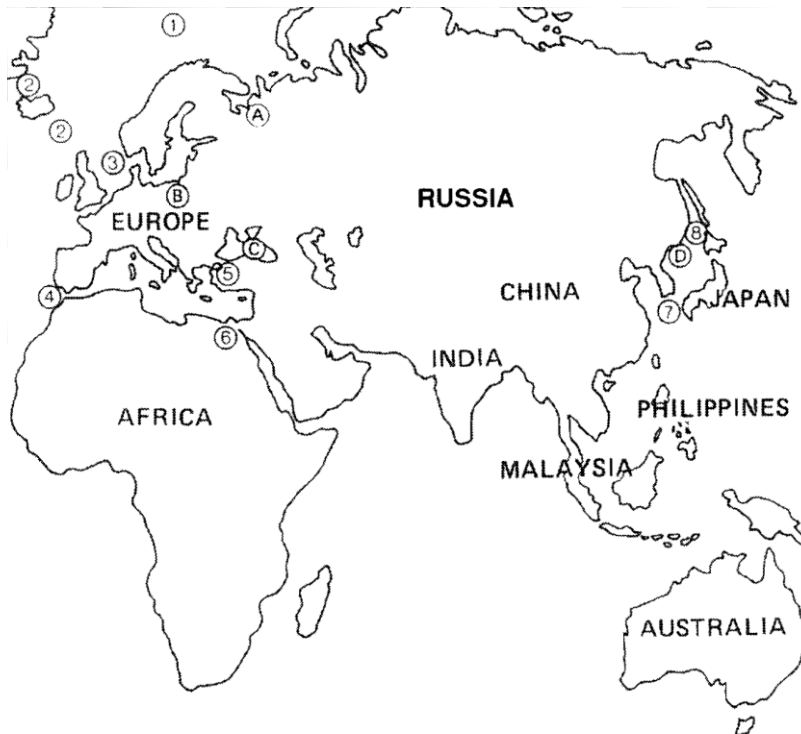 ①
②
②
Ⓐ
③
Ⓑ
RUSSIA
EUROPE
Ⓒ
⑧
Ⓓ
⑤
CHINA
④
JAPAN
⑦
⑥
INDIA
AFRICA
PHILIPPINES
MALAYSIA
AUSTRALIA